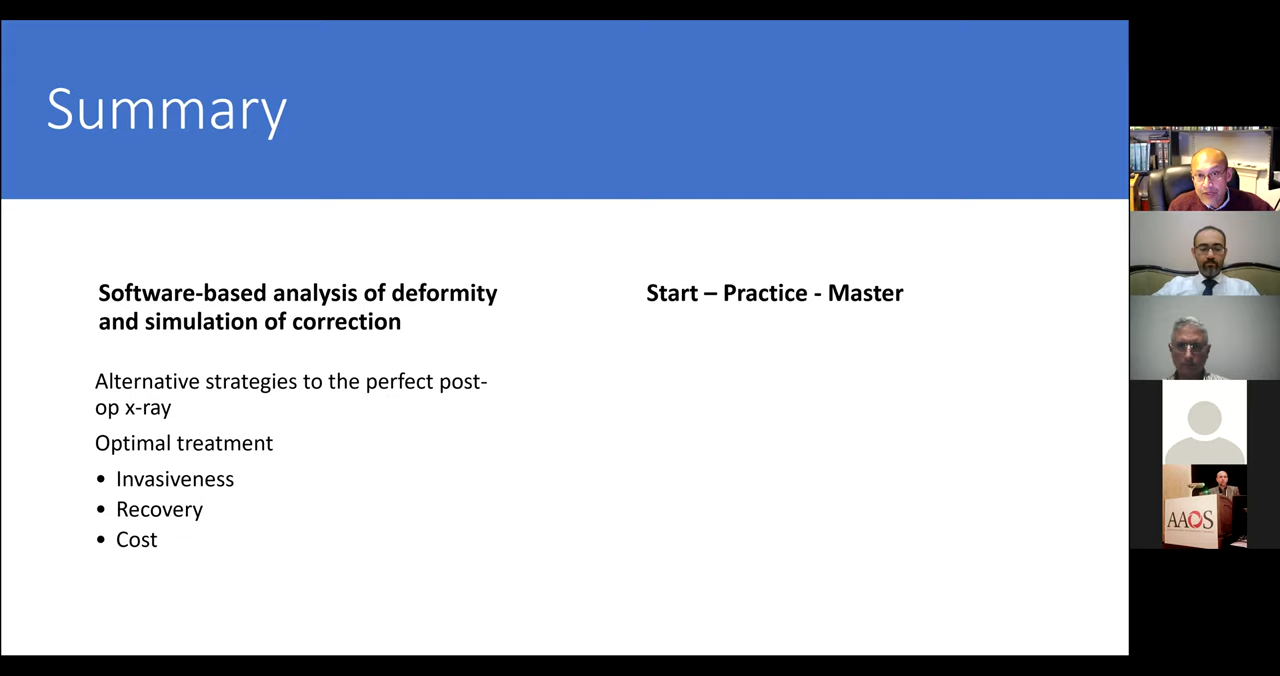 Summary
Software-based analysis of deformity
and simulation of correction
Alternative strategies to the perfect post-
op x-ray
Optimal treatment
• Invasiveness
• Recovery
• Cost
Start – Practice - Master
AAOS